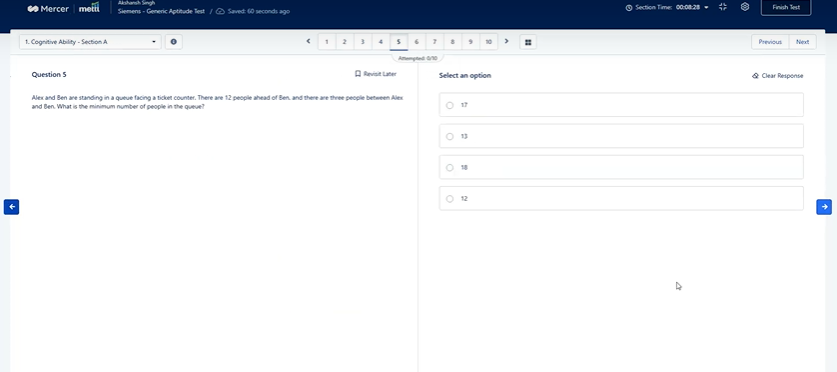 Akshansh Singh
Mercer | mettl
Siemens - Generic Aptitude Test / Saved: 60 seconds ago
Section Time: 00:08:28
Finish Test
1. Cognitive Ability - Section A
1 2 3 4 5 6 7 8 9 10
Previous
Next
Attempted: 0/10
Question 5
Revisit Later
Alex and Ben are standing in a queue facing a ticket counter. There are 12 people ahead of Ben, and there are three people between Alex
and Ben. What is the minimum number of people in the queue?
Select an option
Clear Response
17
13
18
12